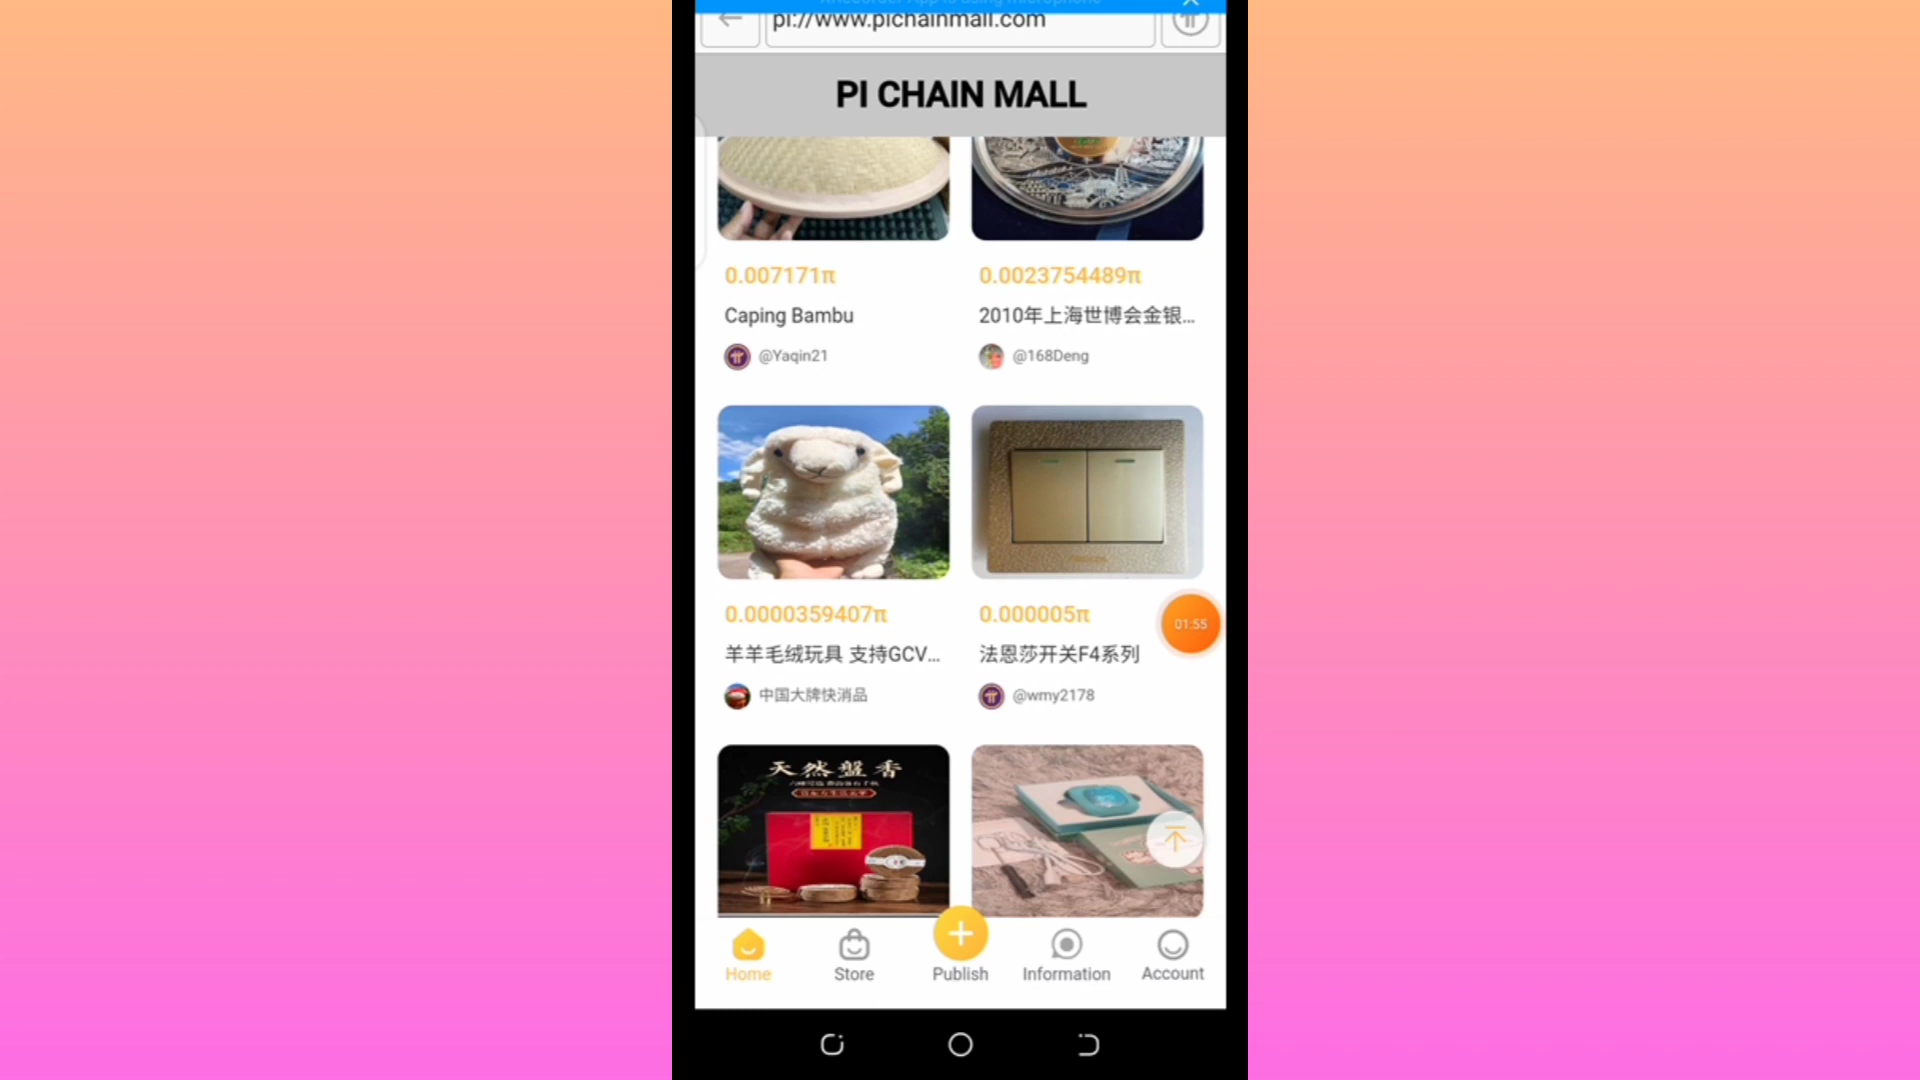 pi://www.pichainmall.com
PI CHAIN MALL
0.007171π
0.0023754489π
Caping Bambu
2010年上海世博会金银...
@Yaqin21
@168Deng
0.0000359407π
0.000005π
01:55
羊羊毛绒玩具 支持GCV...
法恩莎开关F4系列
中国大牌快消品
@wmy2178
天然盤香
Home
Store
Publish
Information
Account